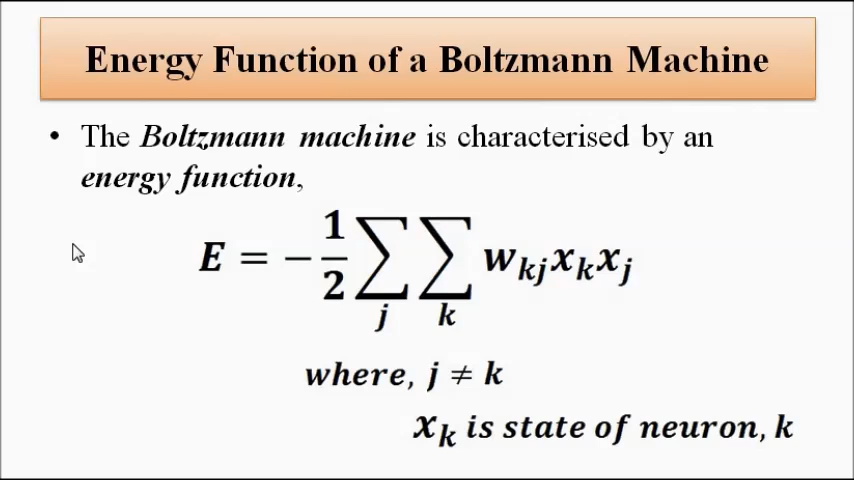 Energy Function of a Boltzmann Machine
• The Boltzmann machine is characterised by an
energy function,
E = −1/2 ∑_j ∑_k w_kj x_k x_j
where, j ≠ k
x_k is state of neuron, k